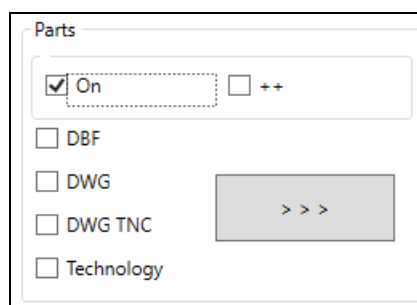 Parts
On ++
DBF
DWG
> > >
DWG TNC
Technology